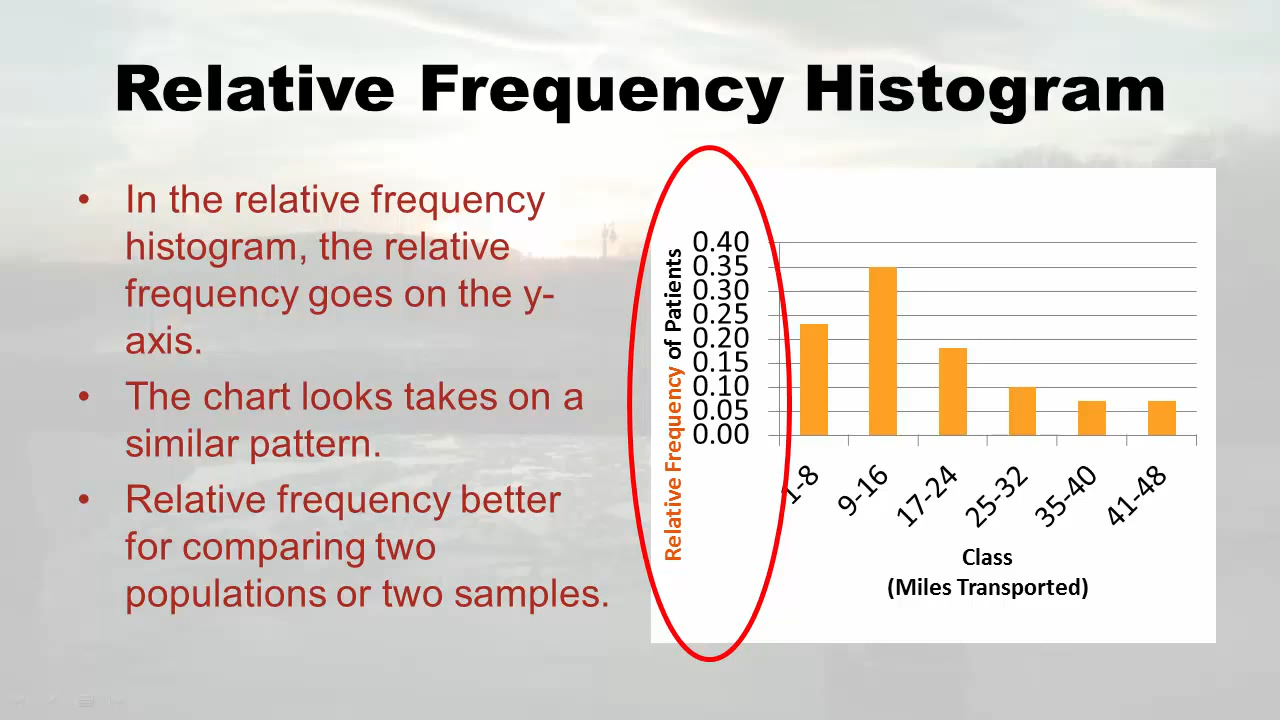 Relative Frequency Histogram
• In the relative frequency
histogram, the relative
frequency goes on the y-
axis.
• The chart looks takes on a
similar pattern.
• Relative frequency better
for comparing two
populations or two samples.
Relative Frequency of Patients
0.40
0.35
0.30
0.25
0.20
0.15
0.10
0.05
0.00
1-8
9-16
17-24
25-32
35-40
41-48
Class
(Miles Transported)